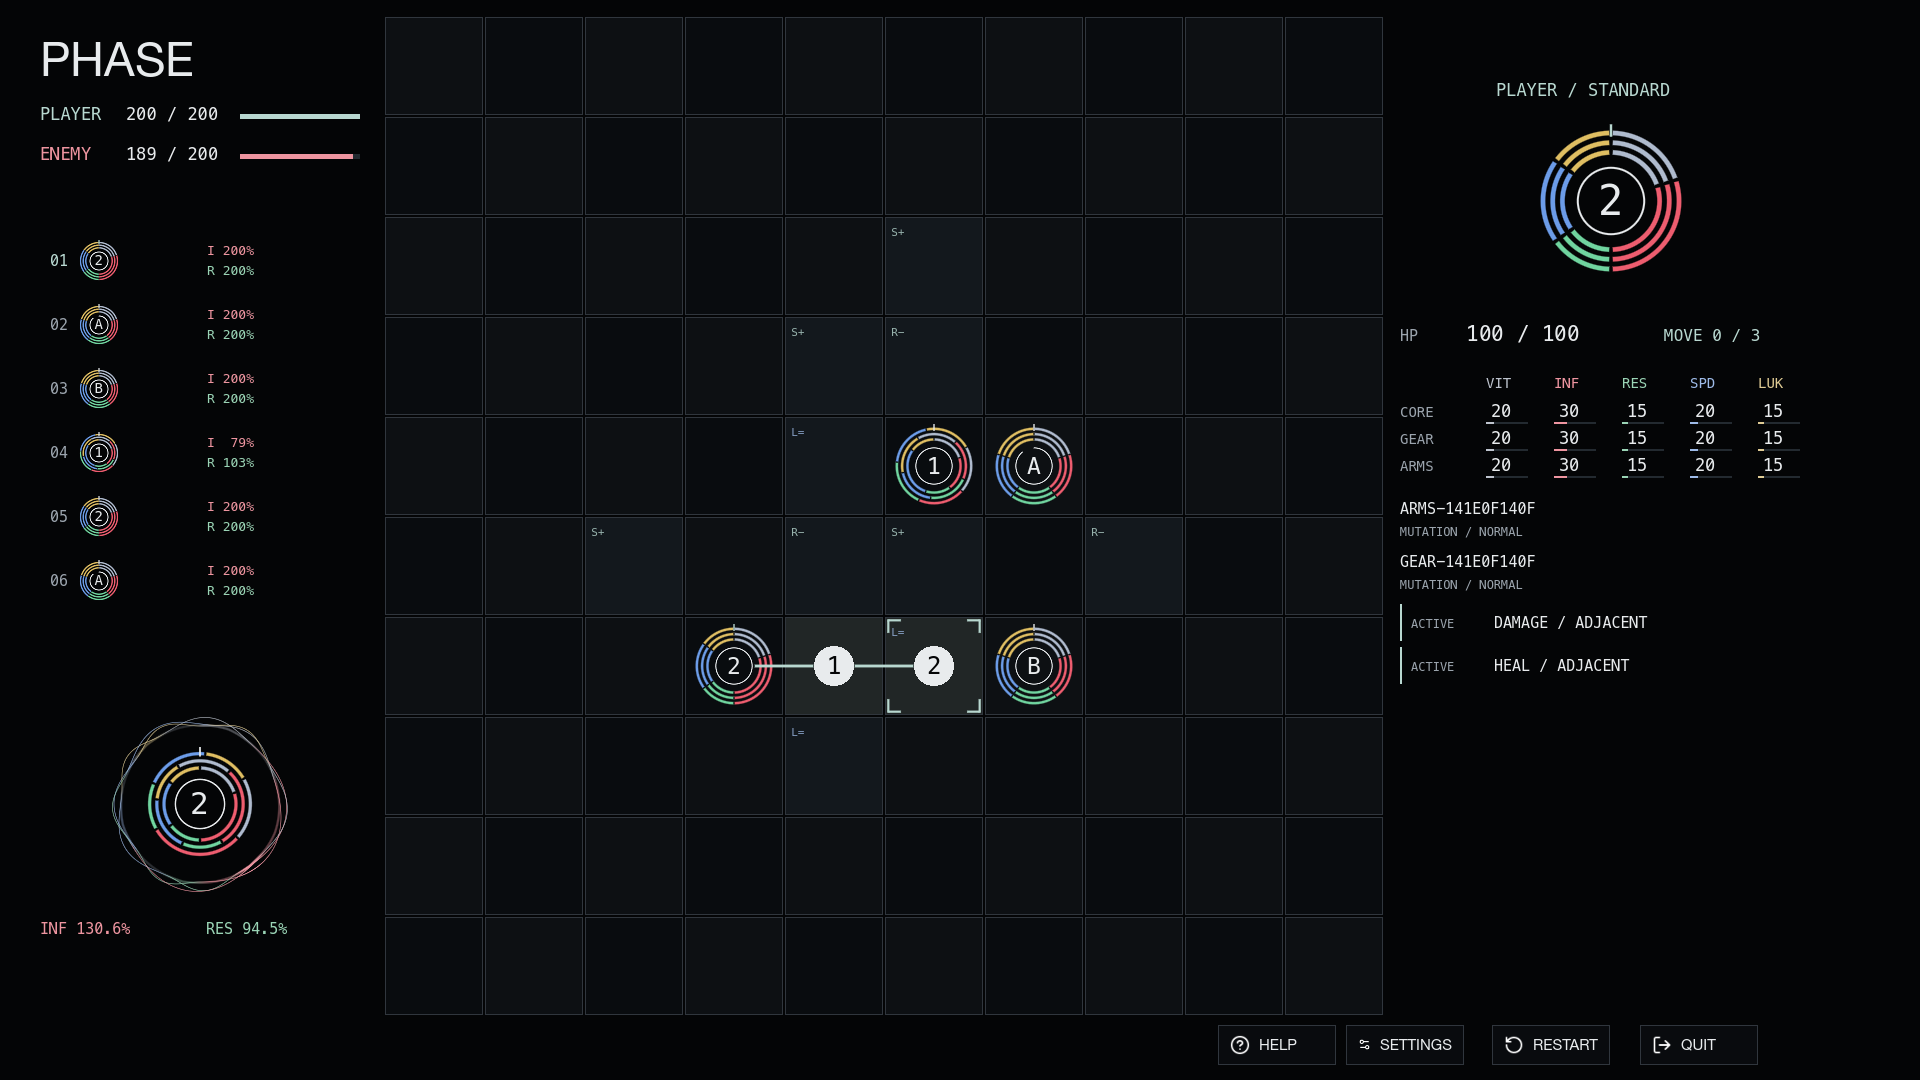 PHASE
PLAYER 200 / 200
ENEMY 189 / 200
01 2 I 200%
R 200%
02 A I 200%
R 200%
03 B I 200%
R 200%
04 1 I 79%
R 103%
05 2 I 200%
R 200%
06 A I 200%
R 200%
2
INF 130.6% RES 94.5%
S+
S+ R−
L= 1 A
S+ R− S+ R−
L=
2 1 2 B
L=
PLAYER / STANDARD
2
HP 100 / 100 MOVE 0 / 3
VIT INF RES SPD LUK
CORE 20 30 15 20 15
GEAR 20 30 15 20 15
ARMS 20 30 15 20 15
ARMS−141E0F140F
MUTATION / NORMAL
GEAR−141E0F140F
MUTATION / NORMAL
ACTIVE DAMAGE / ADJACENT
ACTIVE HEAL / ADJACENT
HELP SETTINGS RESTART QUIT